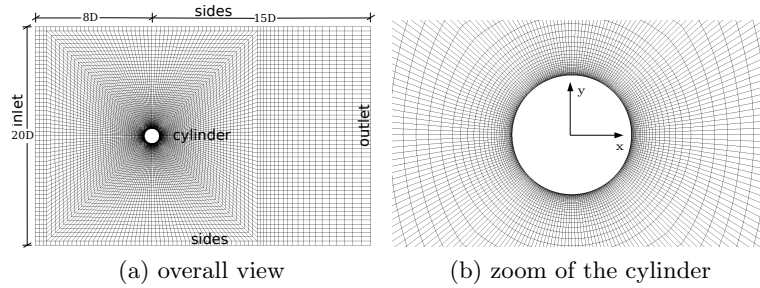 sides
8D
15D
inlet
20D
cylinder
outlet
sides
y
x
(a) overall view
(b) zoom of the cylinder